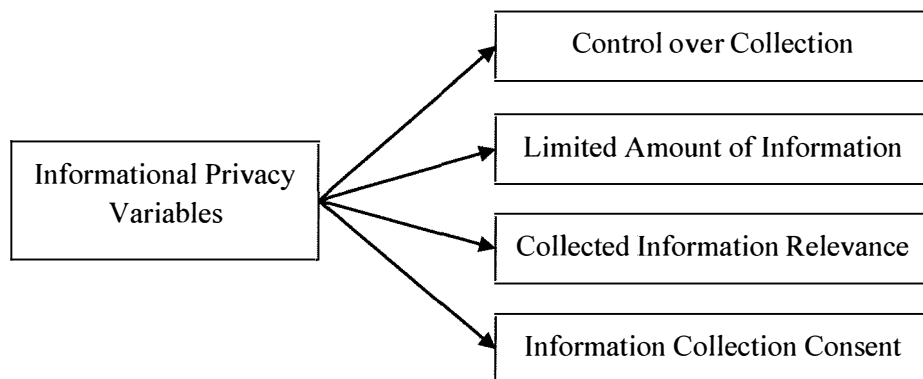 Control over Collection
Limited Amount of Information
Informational Privacy
Variables
Collected Information Relevance
Information Collection Consent